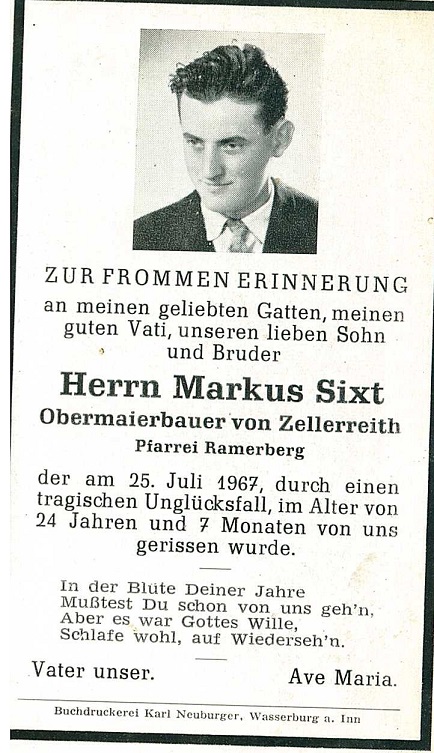 ZUR FROMMEN ERINNERUNG
an meinen geliebten Gatten, meinen
guten Vati, unseren lieben Sohn
und Bruder
Herrn Markus Sixt
Obermaierbauer von Zellerreith
Pfarrei Ramerberg
der am 25. Juli 1967, durch einen
tragischen Unglücksfall, im Alter von
24 Jahren und 7 Monaten von uns
gerissen wurde.
In der Blüte Deiner Jahre
Mußtest Du schon von uns geh'n,
Aber es war Gottes Wille,
Schlafe wohl, auf Wiederseh'n.
Vater unser. Ave Maria.
Buchdruckerei Karl Neuburger, Wasserburg a. Inn